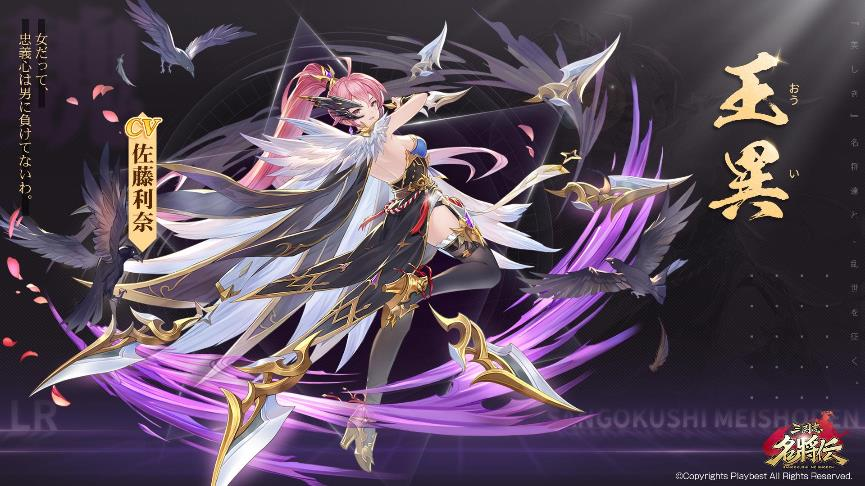 女だって、
忠義心は男に負けてないわ。
CV
佐藤利奈
王異
おう
い
LR
SANGOKUSHI MEISHODEN
三国志
名将伝
©Copyrights Playbest All Rights Reserved.